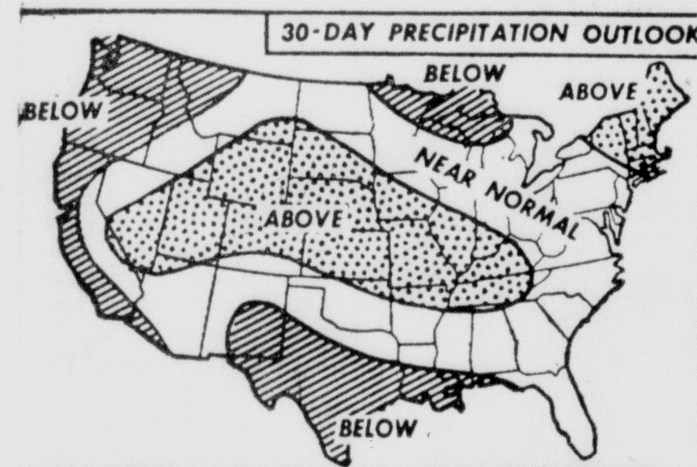 30-DAY PRECIPITATION OUTLOOK
BELOW
ABOVE
BELOW
NEAR NORMAL
ABOVE
BELOW